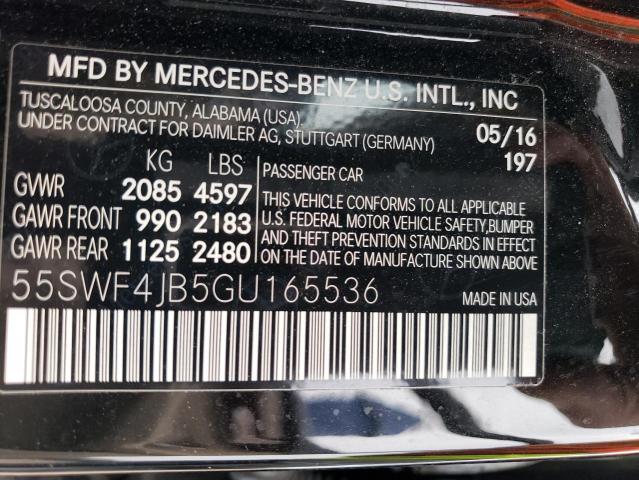 MFD BY MERCEDES-BENZ U.S. INTL., INC
TUSCALOOSA COUNTY, ALABAMA (USA),
UNDER CONTRACT FOR DAIMLER AG, STUTTGART (GERMANY)
05/16
197
KG LBS
GVWR 2085 4597
GAWR FRONT 990 2183
GAWR REAR 1125 2480
PASSENGER CAR
THIS VEHICLE CONFORMS TO ALL APPLICABLE
U.S. FEDERAL MOTOR VEHICLE SAFETY,BUMPER
AND THEFT PREVENTION STANDARDS IN EFFECT
ON THE DATE OF MANUFACTURE SHOWN ABOVE.
55SWF4JB5GU165536
MADE IN USA